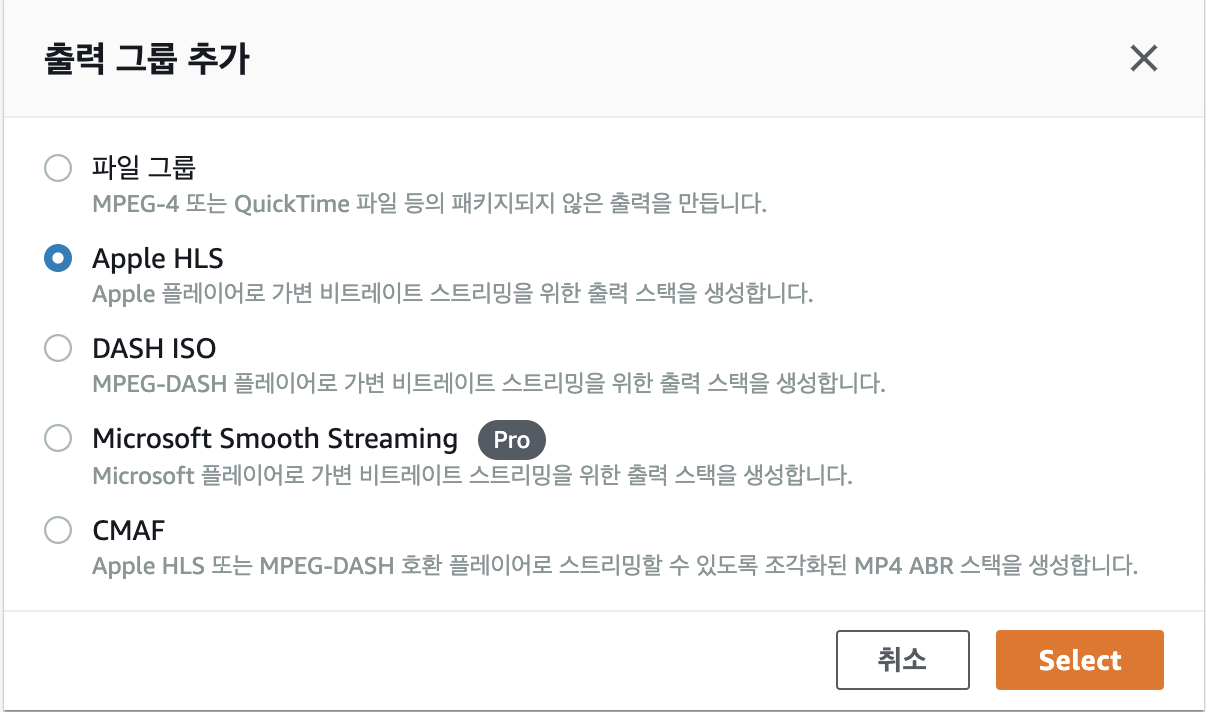 출력 그룹 추가
파일 그룹
MPEG-4 또는 QuickTime 파일 등의 패키지되지 않은 출력을 만듭니다.
Apple HLS
Apple 플레이어로 가변 비트레이트 스트리밍을 위한 출력 스택을 생성합니다.
DASH ISO
MPEG-DASH 플레이어로 가변 비트레이트 스트리밍을 위한 출력 스택을 생성합니다.
Microsoft Smooth Streaming Pro
Microsoft 플레이어로 가변 비트레이트 스트리밍을 위한 출력 스택을 생성합니다.
CMAF
Apple HLS 또는 MPEG-DASH 호환 플레이어로 스트리밍할 수 있도록 조각화된 MP4 ABR 스택을 생성합니다.
취소 Select